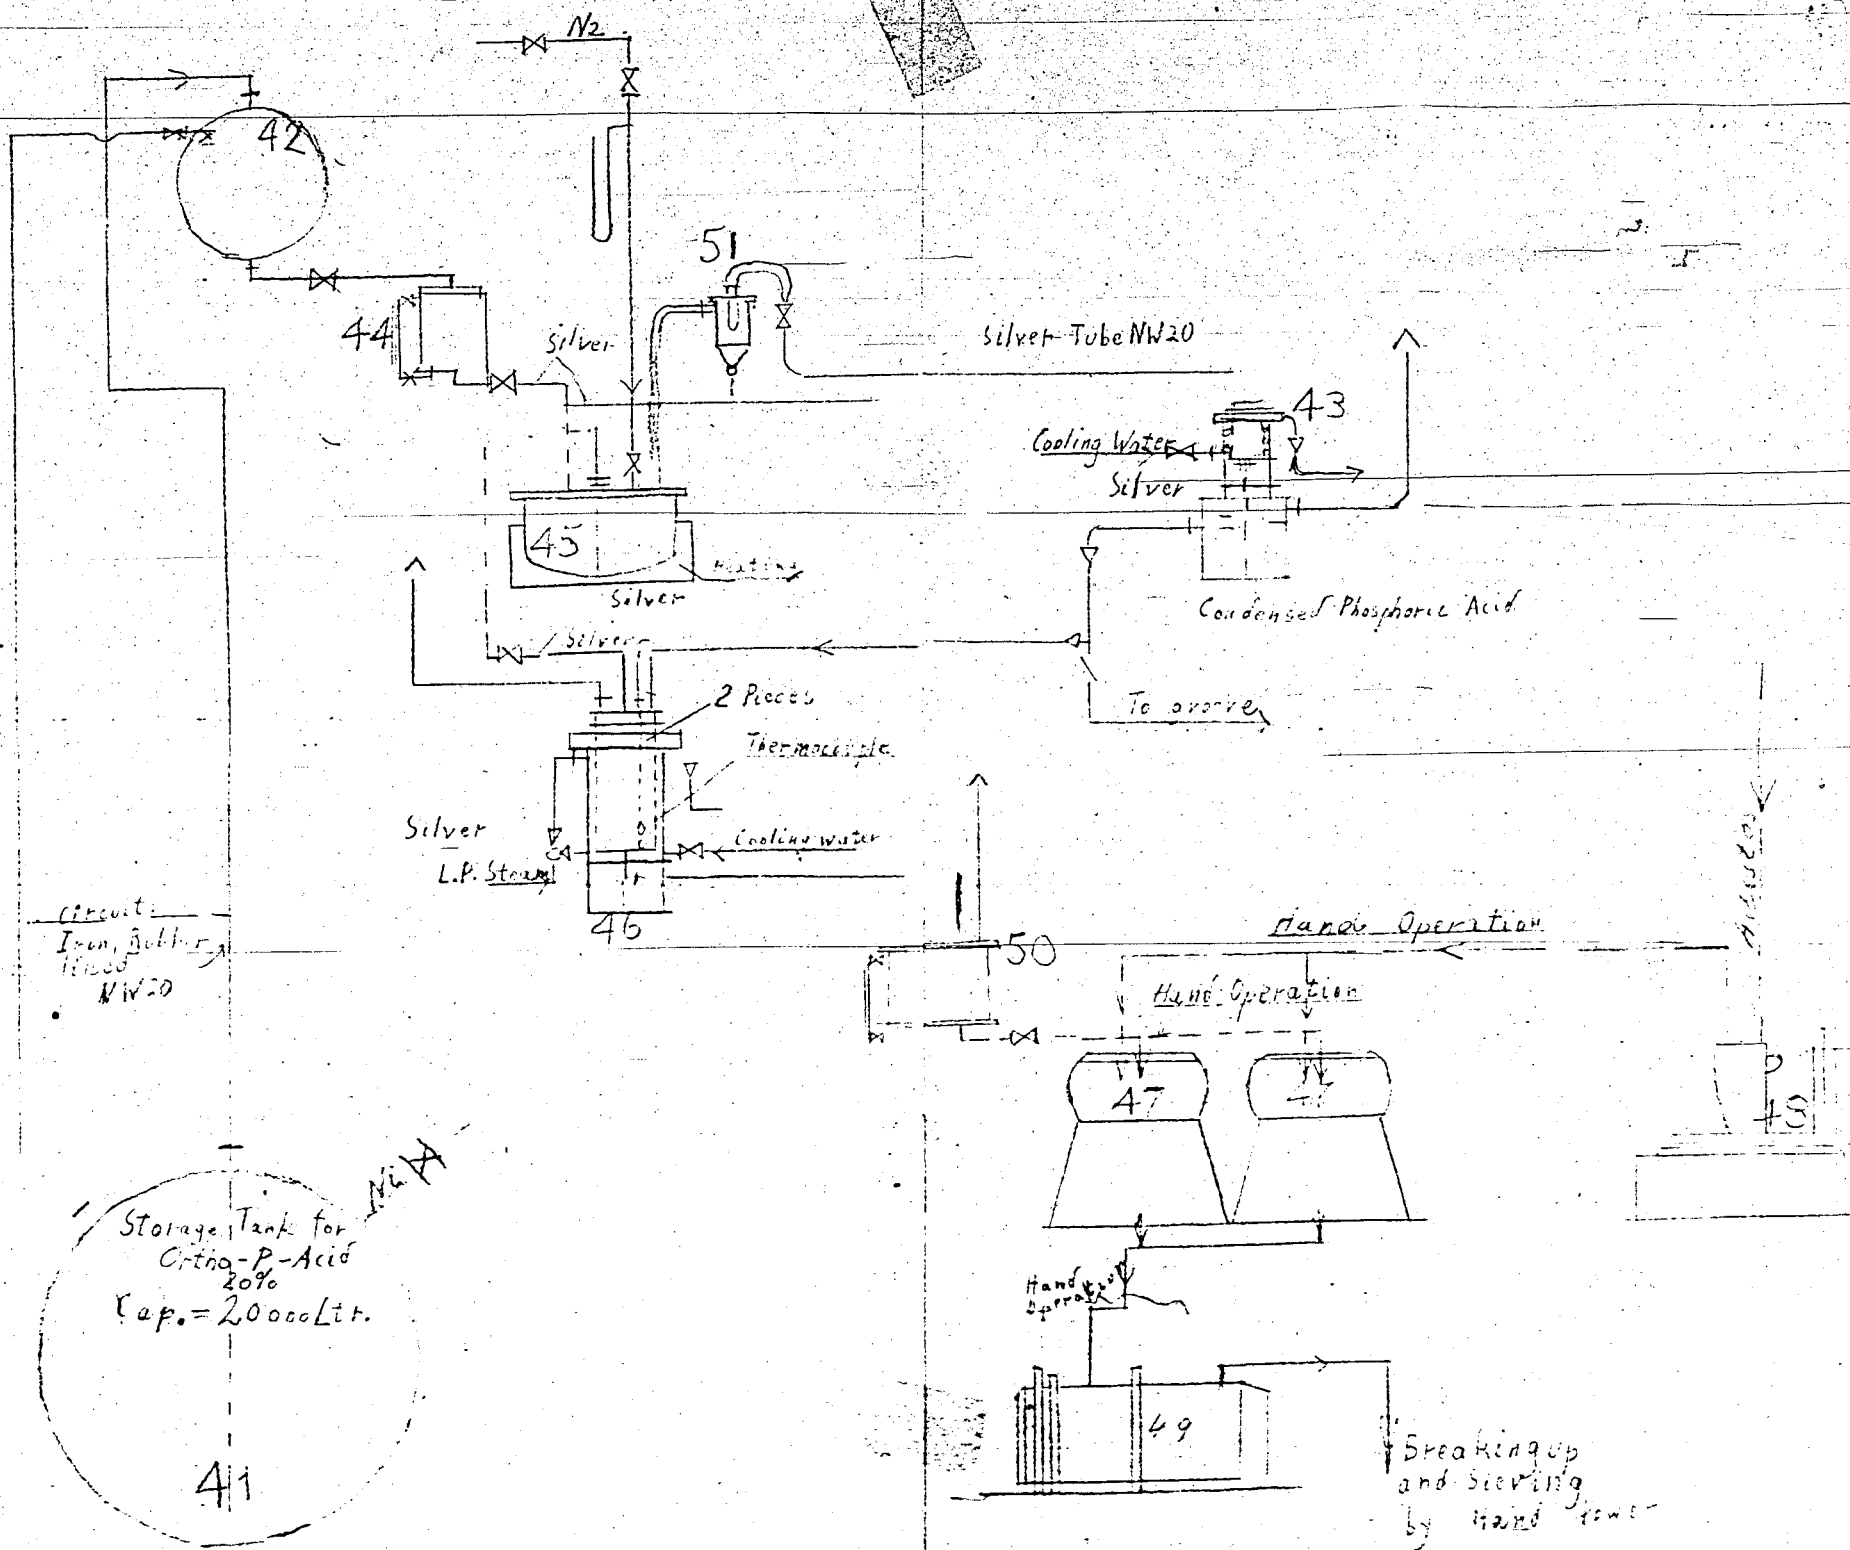 N2
42
51
44
Silver
Silver-Tube NW20
43
Cooling Water
Silver
45
Heating
Silver
Condensed Phosphoric Acid
Silver
2 Pieces
To groove
Thermocouple
Silver
Cooling water
L.P. Steam
46
Circuit:
Iron, Rubber
lined
NW20
Hand Operation
50
Hand Operation
47
47
48
Storage Tank for
Ortho-P-Acid
20%
Cap. = 20000 Ltr.
41
Hand
Operation
49
Breaking up
and Sieving
by Hand Power